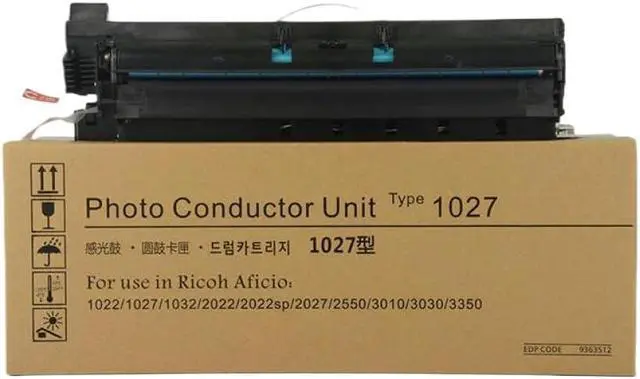 Photo Conductor Unit Type 1027
感光鼓・圆鼓卡匣・드럼카트리지 1027型
For use in Ricoh Aficio:
1022/1027/1032/2022/2022sp/2027/2550/3010/3030/3350
EDP CODE 9363512